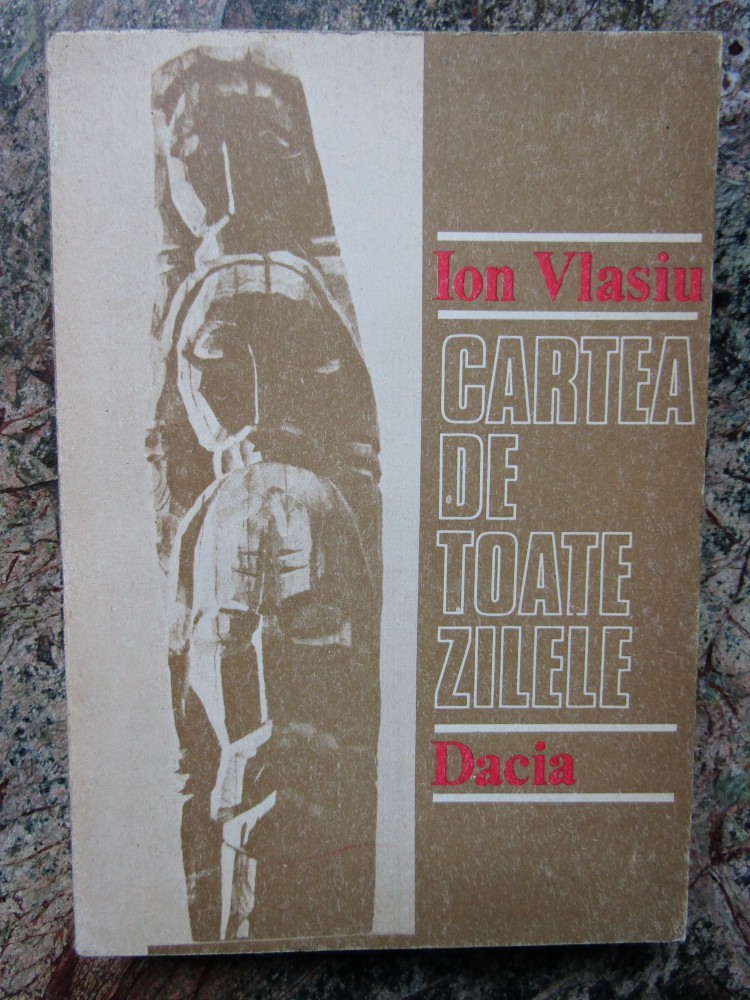 Ion Vlasiu
CARTEA
DE
TOATE
ZILELE
Dacia